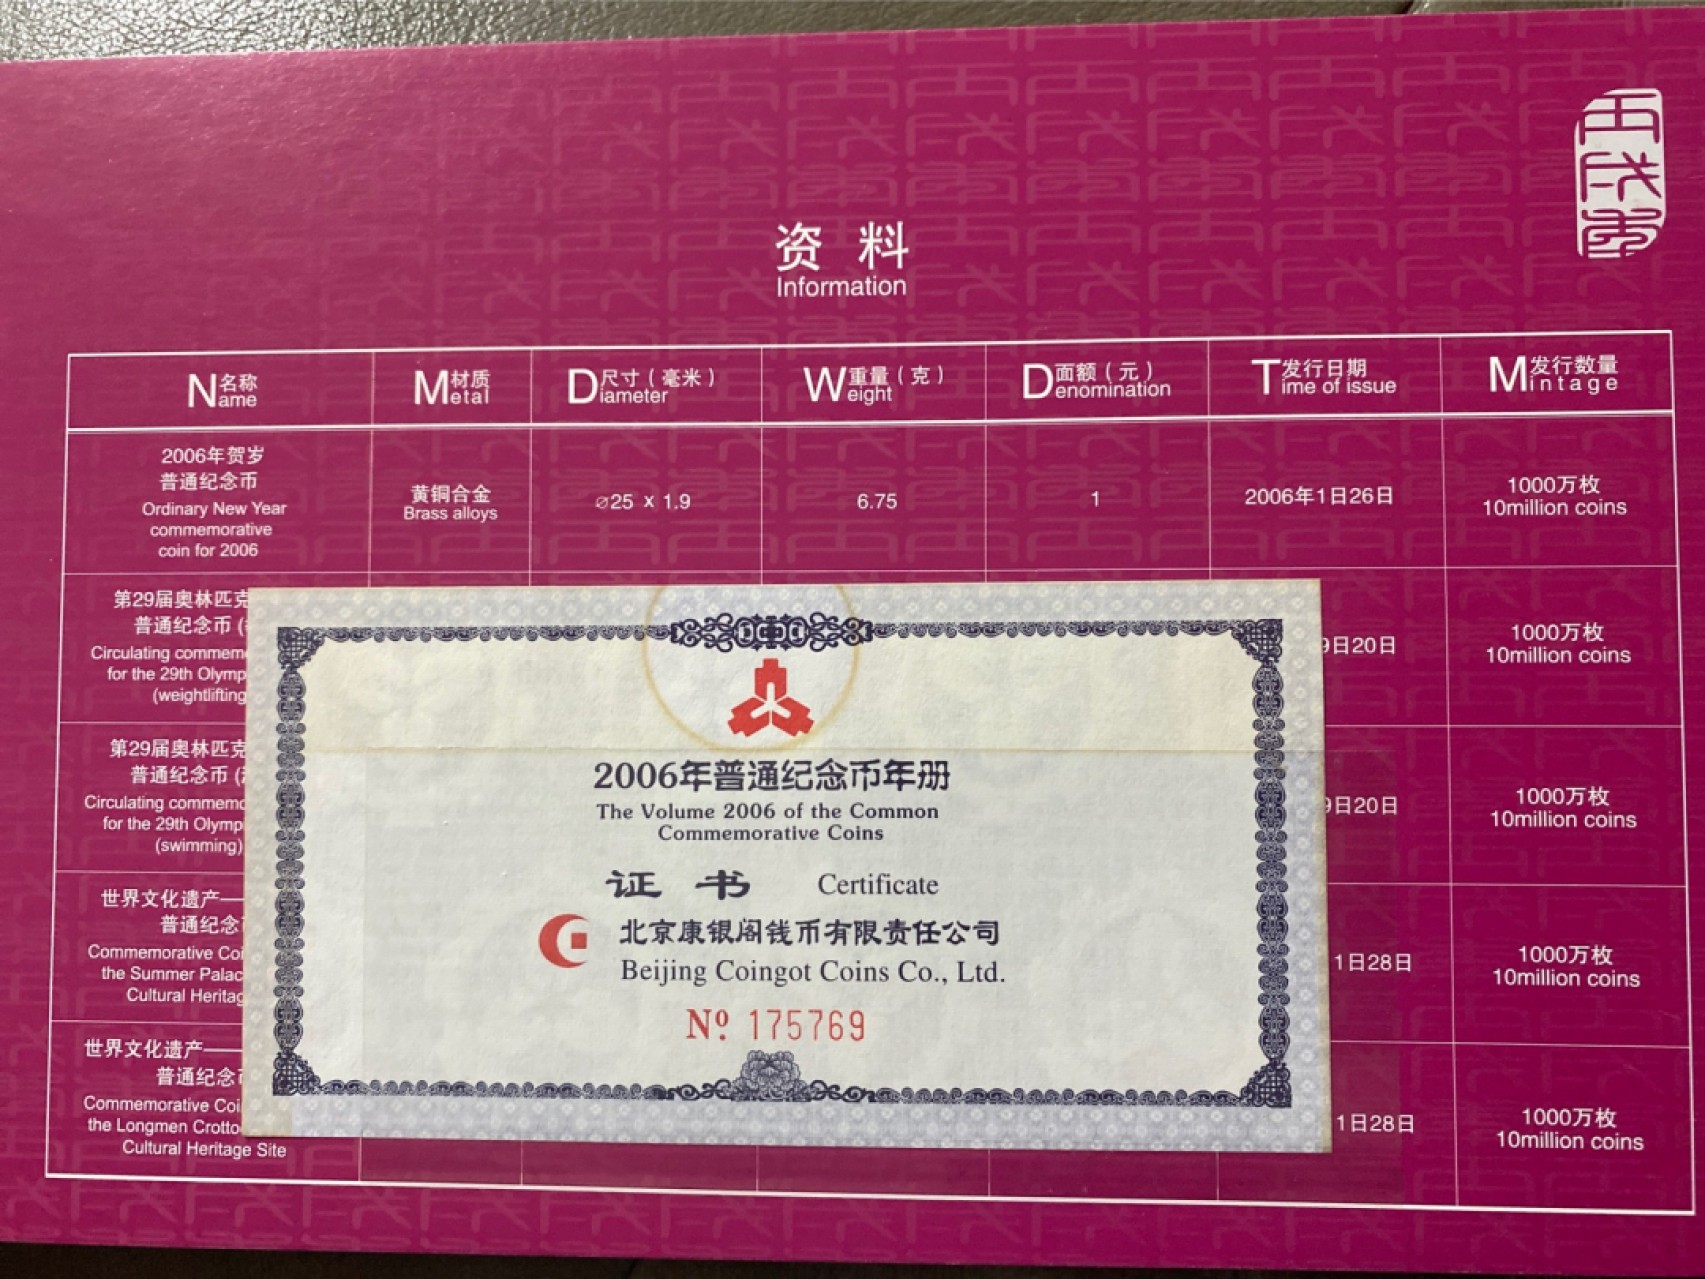 丙戌年
资料
Information
名称
Name
材质
Metal
尺寸（毫米）
Diameter
重量（克）
Weight
面额（元）
Denomination
发行日期
Time of issue
发行数量
Mintage
2006年贺岁
普通纪念币
Ordinary New Year
commemorative
coin for 2006
黄铜合金
Brass alloys
⌀25 x 1.9
6.75
1
2006年1日26日
1000万枚
10million coins
第29届奥林匹克
普通纪念币 (
Circulating commem
for the 29th Olymp
(weightlifting
9日20日
1000万枚
10million coins
第29届奥林匹克
普通纪念币 (
Circulating commemo
for the 29th Olymp
(swimming)
9日20日
1000万枚
10million coins
世界文化遗产—
普通纪念
Commemorative Coi
the Summer Palac
Cultural Heritag
1日28日
1000万枚
10million coins
世界文化遗产—
普通纪念
Commemorative Coi
the Longmen Crotto
Cultural Heritage Site
1日28日
1000万枚
10million coins
2006年普通纪念币年册
The Volume 2006 of the Common
Commemorative Coins
证书 Certificate
北京康银阁钱币有限责任公司
Beijing Coingot Coins Co., Ltd.
Nº 175769